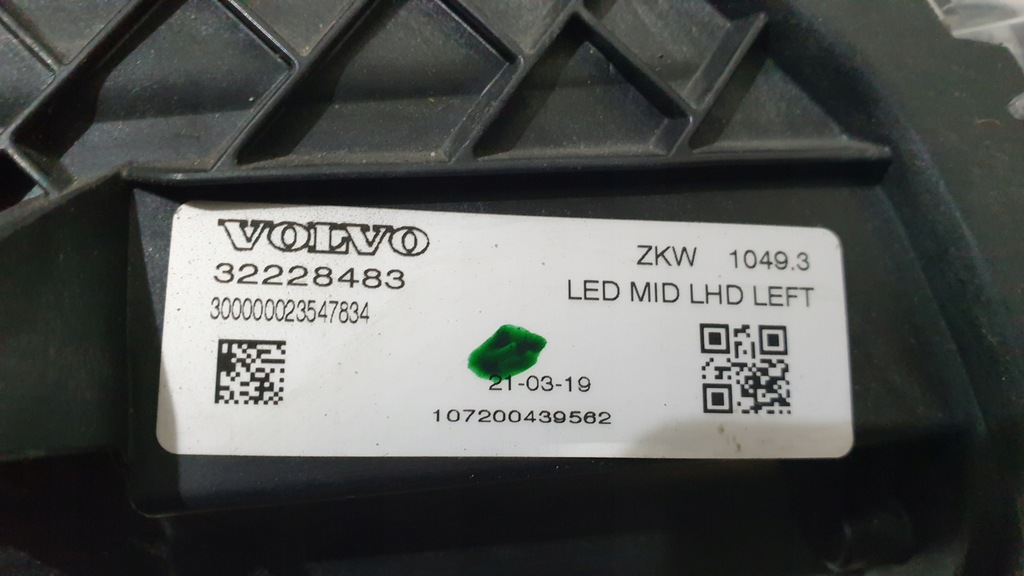 VOLVO
32228483
300000023547834
ZKW 1049.3
LED MID LHD LEFT
21-03-19
107200439562